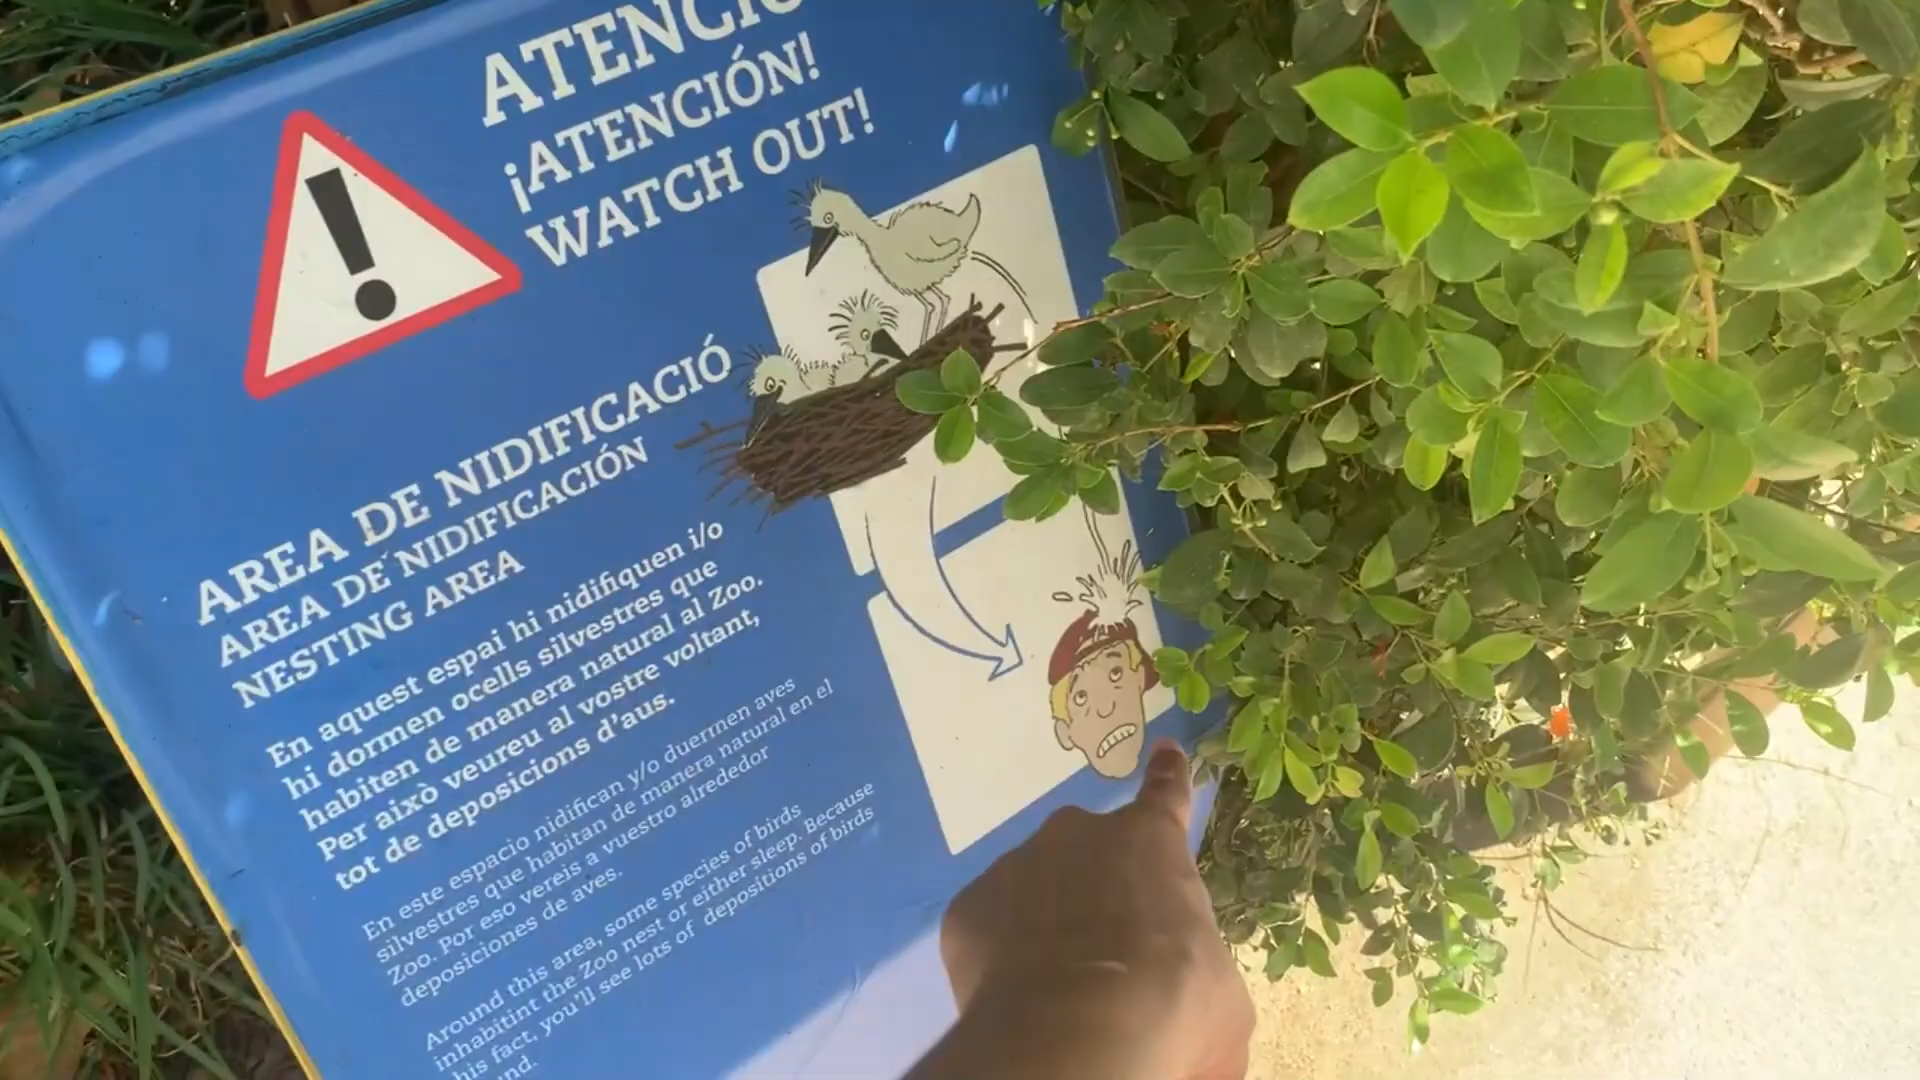 ATENCIÓ
¡ATENCIÓN!
WATCH OUT!
AREA DE NIDIFICACIÓ
AREA DE NIDIFICACIÓN
NESTING AREA
En aquest espai hi nidifiquen i/o
hi dormen ocells silvestres que
habiten de manera natural al Zoo.
Per això veureu al vostre voltant,
tot de deposicions d'aus.
En este espacio nidifican y/o duermen aves
silvestres que habitan de manera natural en el
Zoo. Por eso vereis a vuestro alrededor
deposiciones de aves.
Around this area, some species of birds
inhabitint the Zoo nest or either sleep. Because
his fact, you'll see lots of depositions of birds